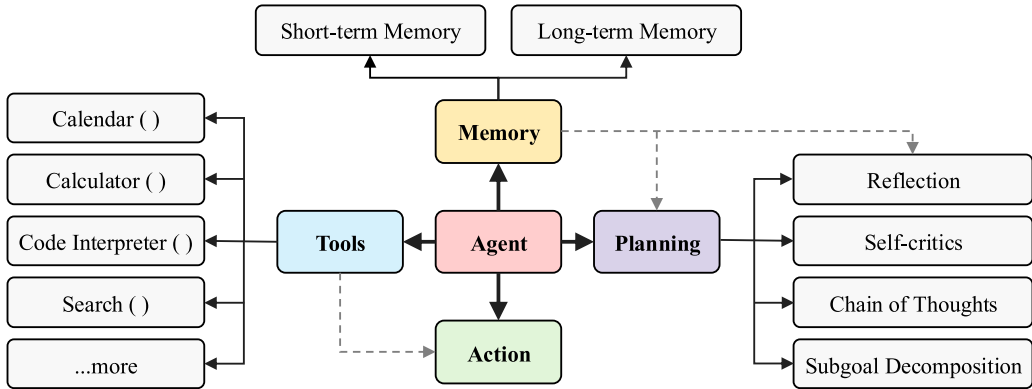 Short-term Memory
Long-term Memory
Calendar ( )
Memory
Calculator ( )
Reflection
Code Interpreter ( )
Tools
Agent
Planning
Self-critics
Search ( )
Chain of Thoughts
...more
Action
Subgoal Decomposition